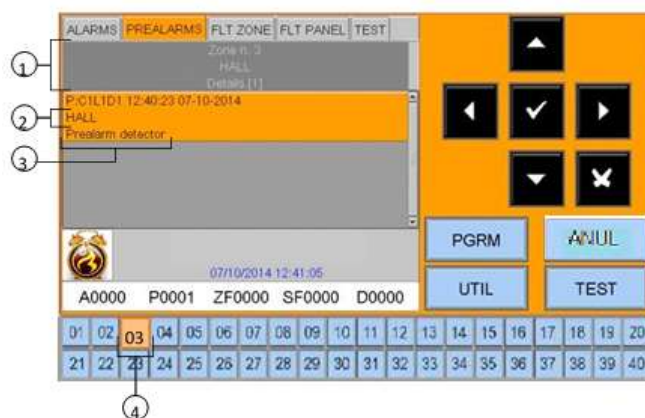 ALARMS PREALARMS FLT ZONE FLT PANEL TEST
Zone n. 3
HALL
Details [1]
1
P:C1L1D1 12:40:23 07-10-2014
2
HALL
Prealarm detector
3
PGRM ANUL
07/10/2014 12:41:05
UTIL TEST
A0000 P0001 ZF0000 SF0000 D0000
01 02 03 04 05 06 07 08 09 10 11 12 13 14 15 16 17 18 19 20
21 22 23 24 25 26 27 28 29 30 31 32 33 34 35 36 37 38 39 40
4